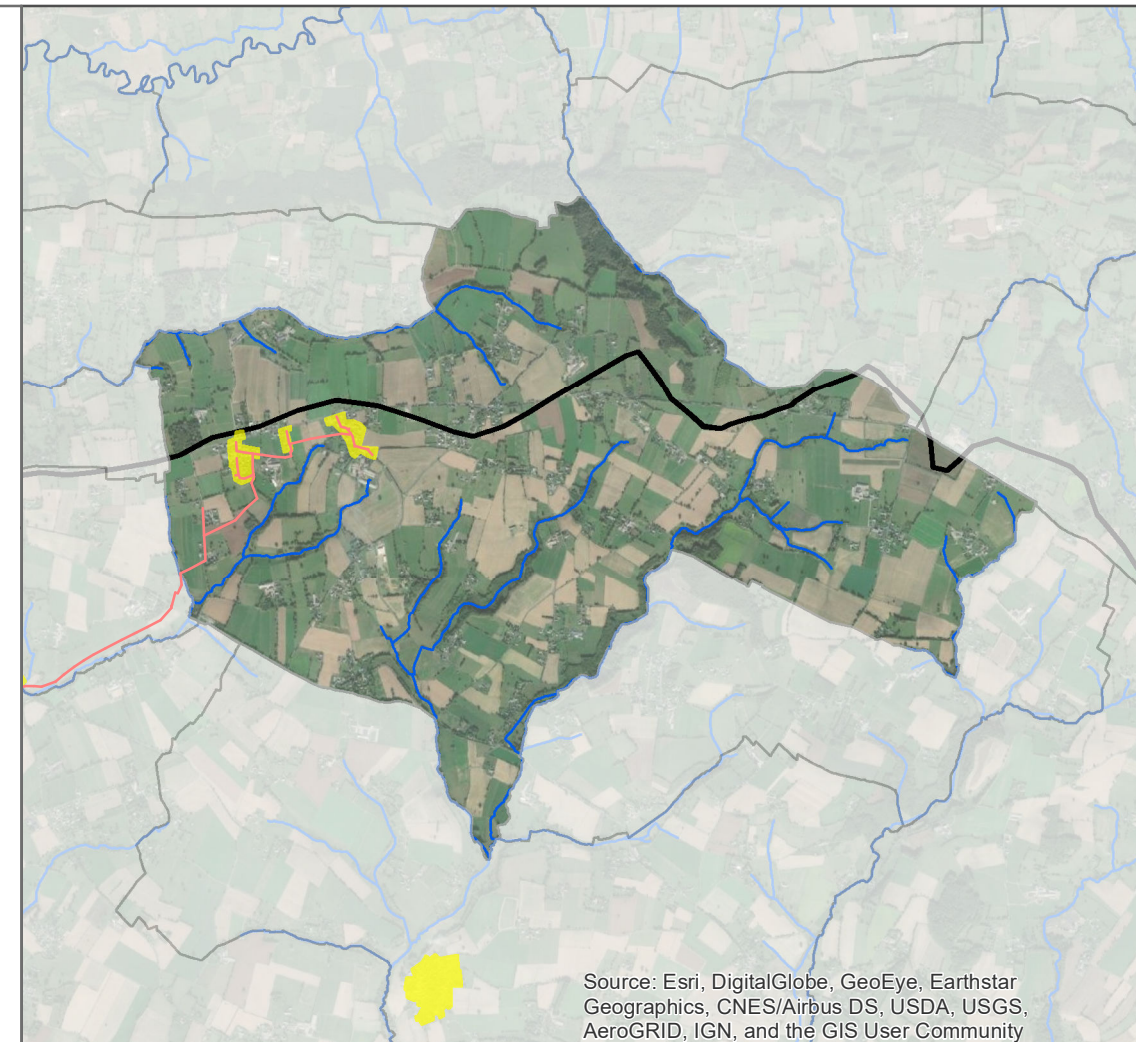 Source: Esri, DigitalGlobe, GeoEye, Earthstar
Geographics, CNES/Airbus DS, USDA, USGS,
AeroGRID, IGN, and the GIS User Community